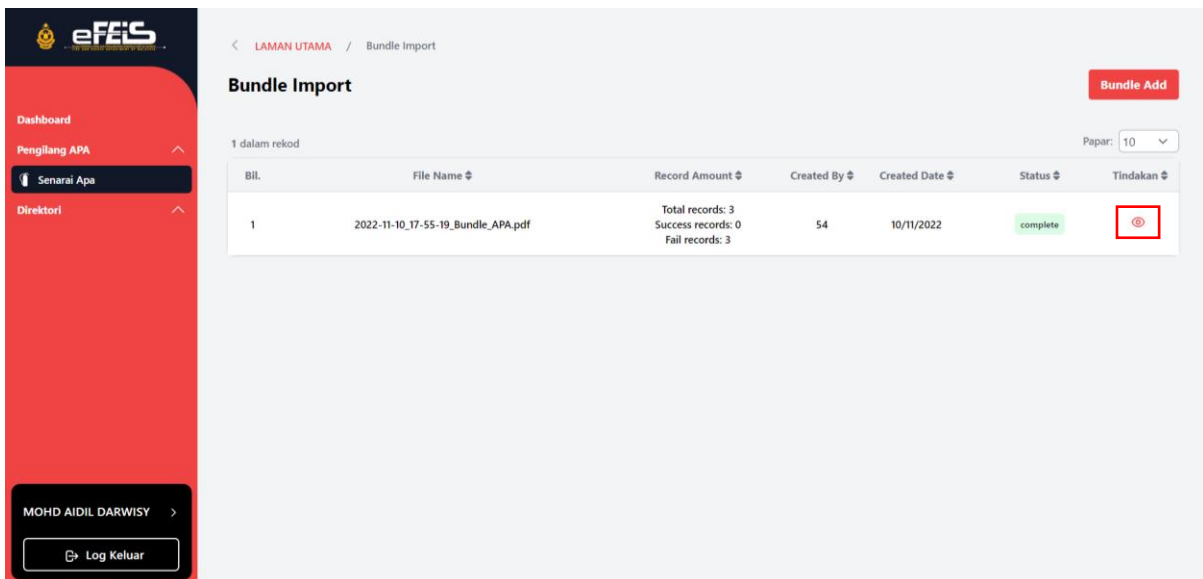 eFEiS
LAMAN UTAMA / Bundle Import
Bundle Import
Bundle Add
Dashboard
Pengilang APA
Senarai Apa
Direktori
1 dalam rekod
Papar: 10
Bil. File Name Record Amount Created By Created Date Status Tindakan
1 2022-11-10_17-55-19_Bundle_APA.pdf Total records: 3 54 10/11/2022 complete
Success records: 0
Fail records: 3
MOHD AIDIL DARWISY
Log Keluar